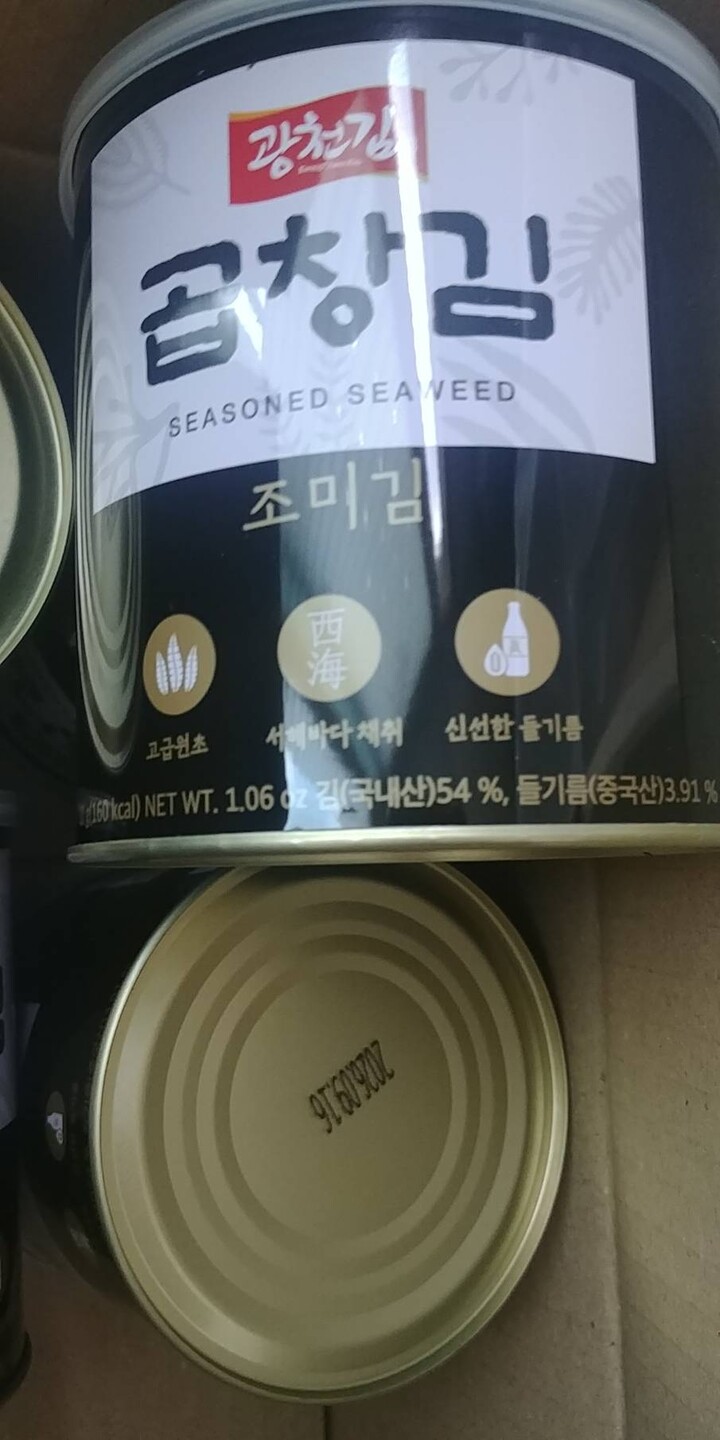 광천김
곱창김
SEASONED SEAWEED
조미김
西海
고급원초
서해바다 채취
신선한 들기름
(160 kcal) NET WT. 1.06 oz 김(국내산)54 %, 들기름(중국산)3.91 %
2026.09.16